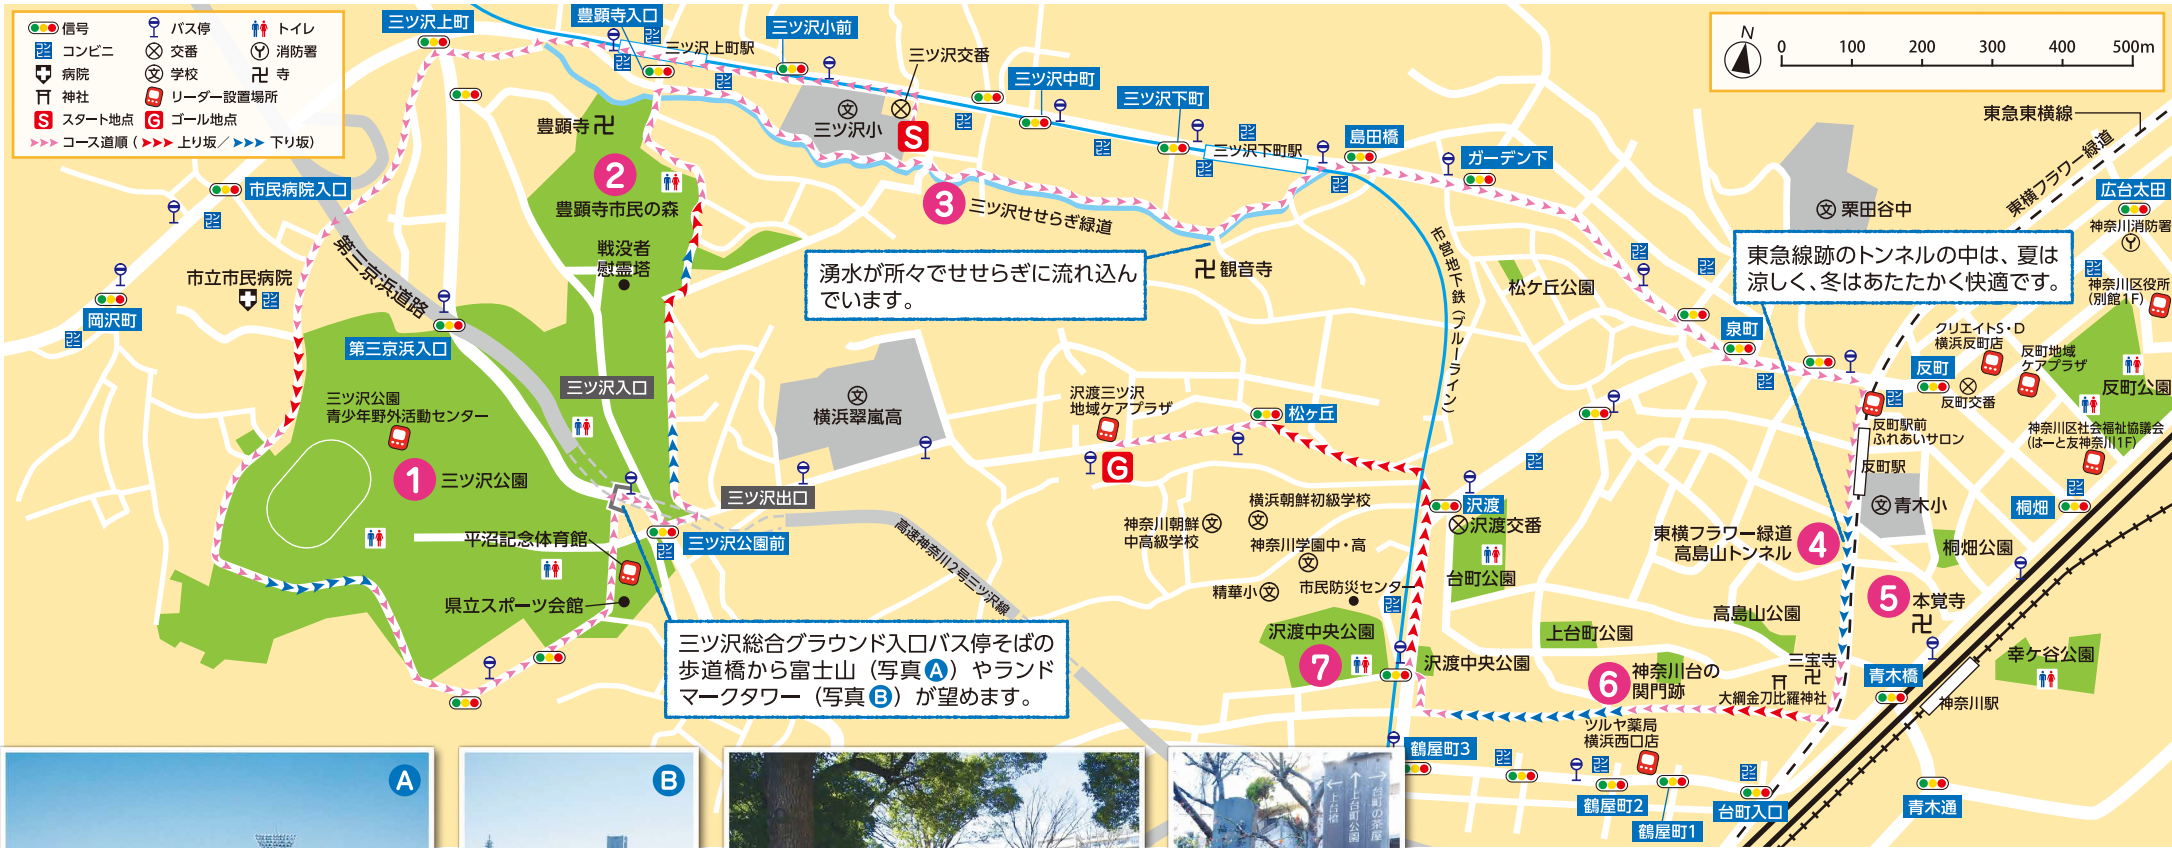 信号
バス停
トイレ
コンビニ
交番
消防署
病院
学校
寺
神社
リーダー設置場所
S スタート地点
G ゴール地点
コース道順（ 上り坂／ 下り坂）
三ツ沢上町
豊顕寺入口
三ツ沢上町駅
三ツ沢小前
三ツ沢交番
三ツ沢中町
三ツ沢下町
三ツ沢下町駅
島田橋
ガーデン下
N
0 100 200 300 400 500m
東急東横線
東横フラワー緑道
広台太田
神奈川消防署
神奈川区役所
(別館1F)
栗田谷中
豊顕寺
三ツ沢小
S
2
豊顕寺市民の森
3
三ツ沢せせらぎ緑道
市民病院入口
第三京浜道路
戦没者
慰霊塔
市立市民病院
岡沢町
第三京浜入口
湧水が所々でせせらぎに流れ込ん
でいます。
観音寺
市営地下鉄（ブルーライン）
松ケ丘公園
東急線跡のトンネルの中は、夏は
涼しく、冬はあたたかく快適です。
泉町
反町
クリエイトS・D
横浜反町店
反町地域
ケアプラザ
反町公園
反町交番
反町駅前
ふれあいサロン
神奈川区社会福祉協議会
(はーと友神奈川1F)
反町駅
青木小
桐畑
桐畑公園
三ツ沢入口
三ツ沢公園
青少年野外活動センター
1
三ツ沢公園
横浜翠嵐高
沢渡三ツ沢
地域ケアプラザ
G
松ヶ丘
三ツ沢出口
三ツ沢公園前
平沼記念体育館
県立スポーツ会館
高速神奈川2号三ツ沢線
横浜朝鮮初級学校
神奈川朝鮮
中高級学校
神奈川学園中・高
精華小
市民防災センター
沢渡
沢渡交番
台町公園
東横フラワー緑道
高島山トンネル
4
5
本覚寺
高島山公園
上台町公園
沢渡中央公園
7
沢渡中央公園
6
神奈川台の
関門跡
三宝寺
大綱金刀比羅神社
青木橋
幸ケ谷公園
神奈川駅
三ツ沢総合グラウンド入口バス停そばの
歩道橋から富士山（写真A）やランド
マークタワー（写真B）が望めます。
ツルヤ薬局
横浜西口店
鶴屋町3
鶴屋町2
鶴屋町1
台町入口
青木通
A
B
←上台橋
↑上台町公園
→台町の茶屋